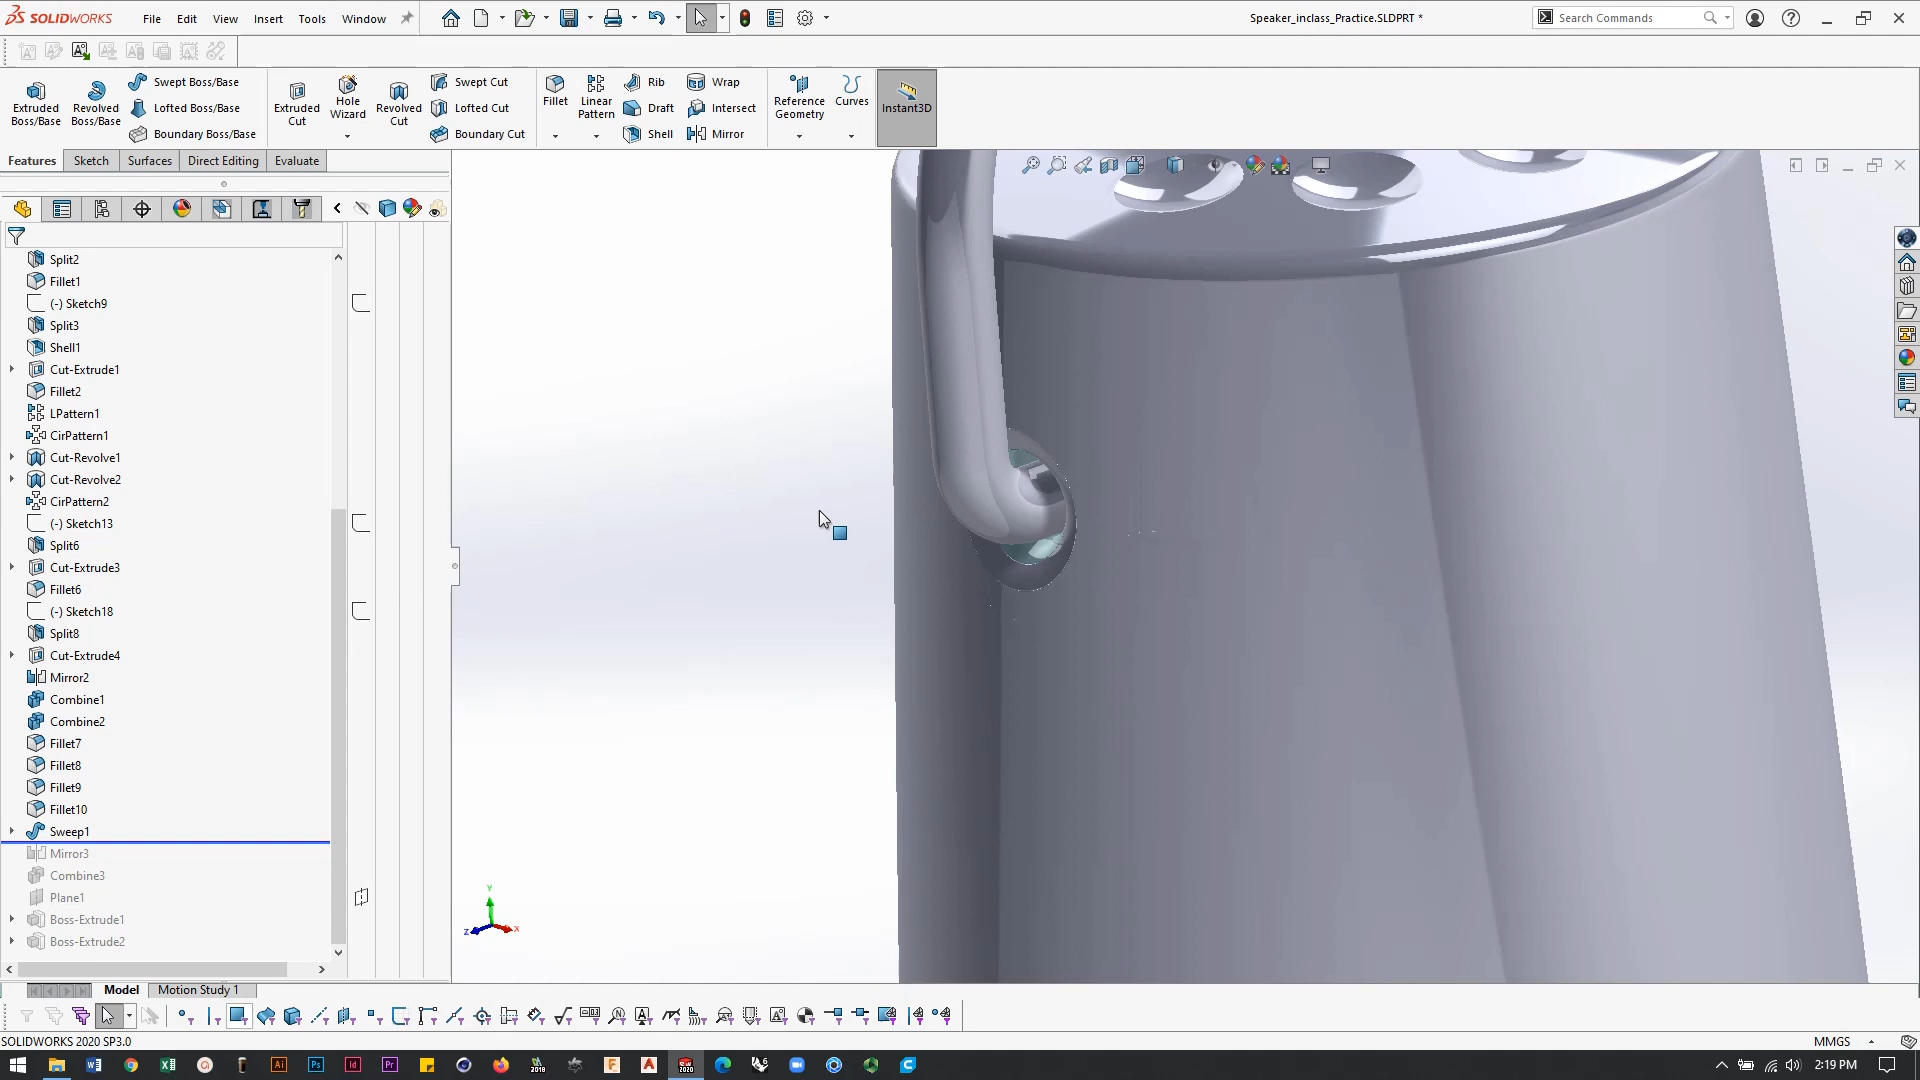 SOLIDWORKS File Edit View Insert Tools Window Speaker_inclass_Practice.SLDPRT * Search Commands
Extruded Boss/Base
Revolved Boss/Base
Swept Boss/Base
Lofted Boss/Base
Boundary Boss/Base
Extruded Cut
Hole Wizard
Revolved Cut
Swept Cut
Lofted Cut
Boundary Cut
Fillet
Linear Pattern
Rib
Draft
Shell
Wrap
Intersect
Mirror
Reference Geometry
Curves
Instant3D
Features Sketch Surfaces Direct Editing Evaluate
Split2
Fillet1
(-) Sketch9
Split3
Shell1
Cut-Extrude1
Fillet2
LPattern1
CirPattern1
Cut-Revolve1
Cut-Revolve2
CirPattern2
(-) Sketch13
Split6
Cut-Extrude3
Fillet6
(-) Sketch18
Split8
Cut-Extrude4
Mirror2
Combine1
Combine2
Fillet7
Fillet8
Fillet9
Fillet10
Sweep1
Mirror3
Combine3
Plane1
Boss-Extrude1
Boss-Extrude2
Y
Z X
Model Motion Study 1
SOLIDWORKS 2020 SP3.0 MMGS
2:19 PM